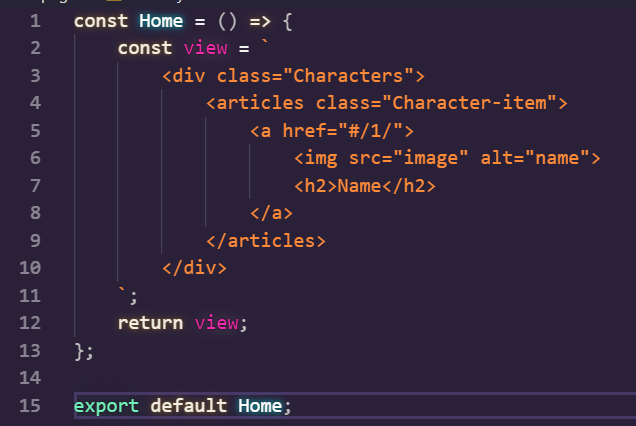 1 const Home = () => {
2 const view = `
3 <div class="Characters">
4 <articles class="Character-item">
5 <a href="#/1/">
6 <img src="image" alt="name">
7 <h2>Name</h2>
8 </a>
9 </articles>
10 </div>
11 `;
12 return view;
13 };
14
15 export default Home;